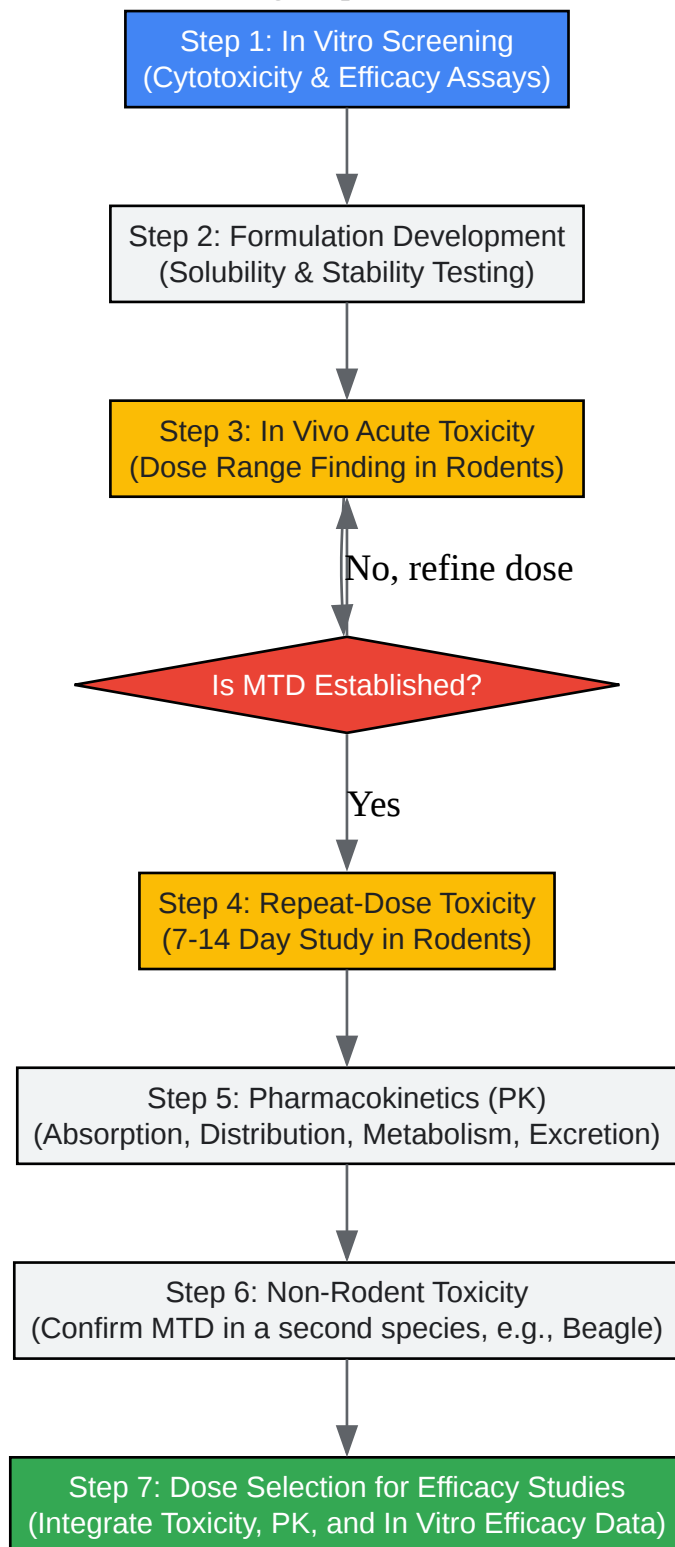 Step 1: In Vitro Screening
(Cytotoxicity & Efficacy Assays)
Step 2: Formulation Development
(Solubility & Stability Testing)
Step 3: In Vivo Acute Toxicity
(Dose Range Finding in Rodents)
No, refine dose
Is MTD Established?
Yes
Step 4: Repeat-Dose Toxicity
(7-14 Day Study in Rodents)
Step 5: Pharmacokinetics (PK)
(Absorption, Distribution, Metabolism, Excretion)
Step 6: Non-Rodent Toxicity
(Confirm MTD in a second species, e.g., Beagle)
Step 7: Dose Selection for Efficacy Studies
(Integrate Toxicity, PK, and In Vitro Efficacy Data)